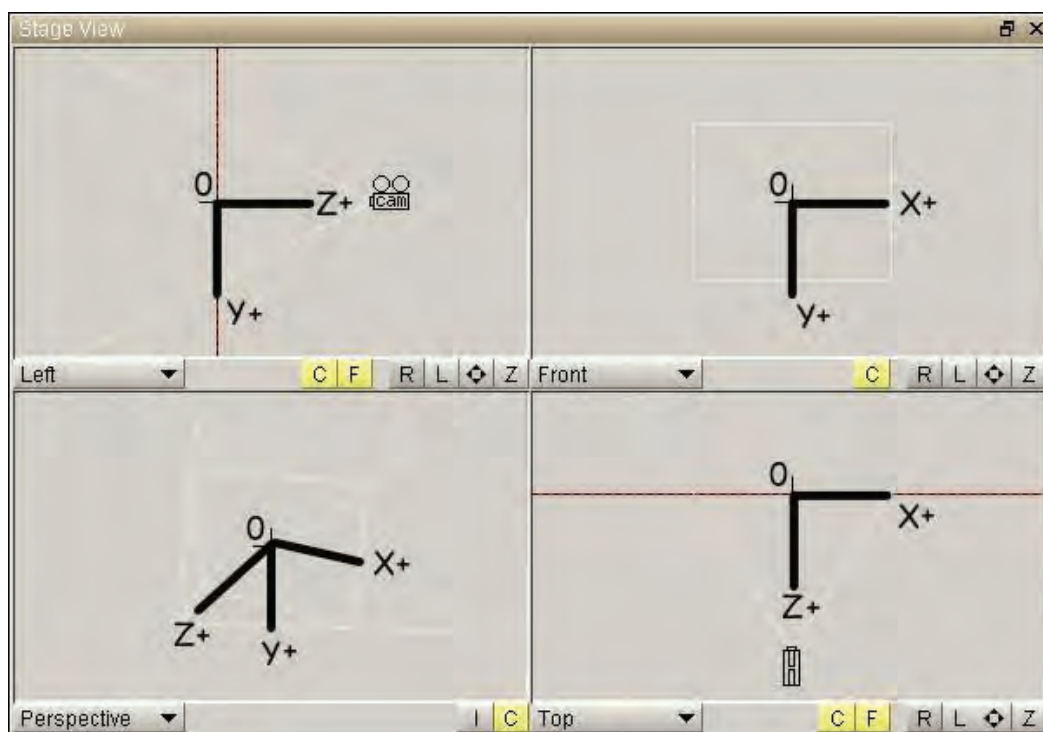 Stage View
0
Z+
cam
Y+
0
X+
Y+
Left C F R L Z
Front C R L Z
0
X+
Z+
Y+
0
X+
Z+
Perspective I C
Top C F R L Z